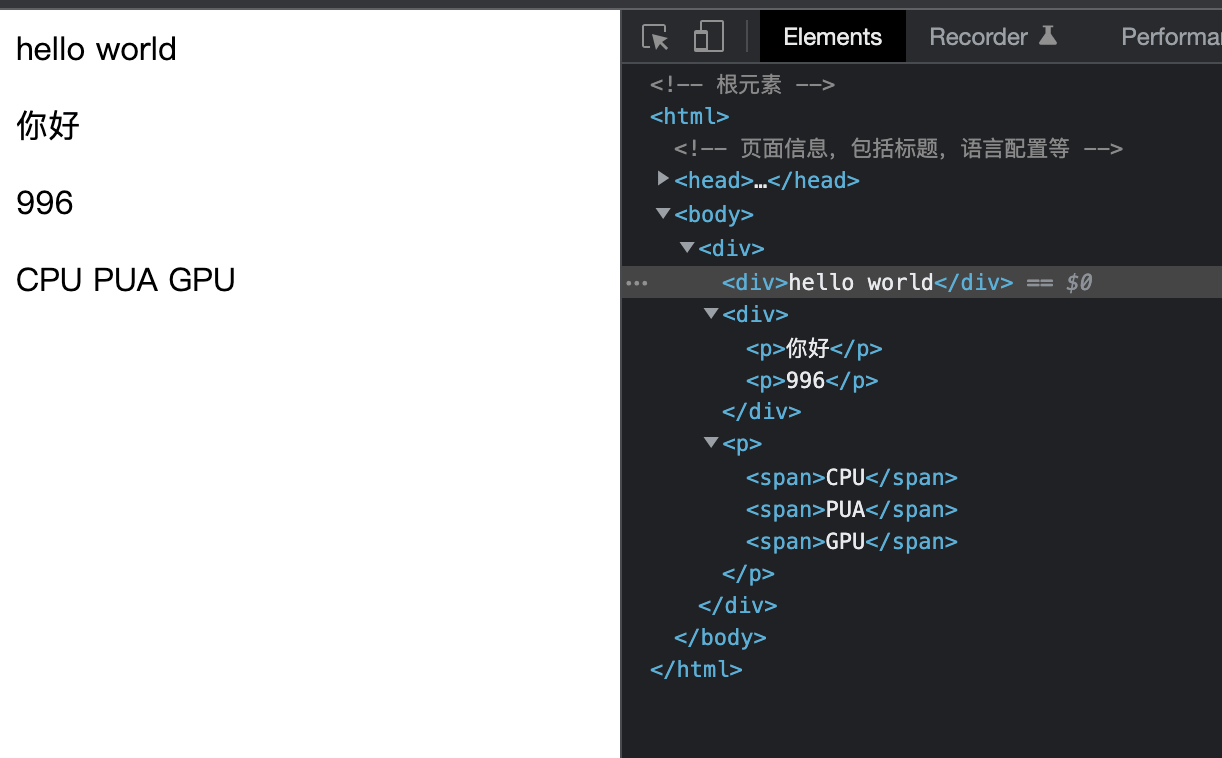 hello world
你好
996
CPU PUA GPU
Elements Recorder Performa
<!-- 根元素 -->
<html>
<!-- 页面信息，包括标题，语言配置等 -->
<head>…</head>
<body>
<div>
<div>hello world</div> == $0
<div>
<p>你好</p>
<p>996</p>
</div>
<p>
<span>CPU</span>
<span>PUA</span>
<span>GPU</span>
</p>
</div>
</body>
</html>